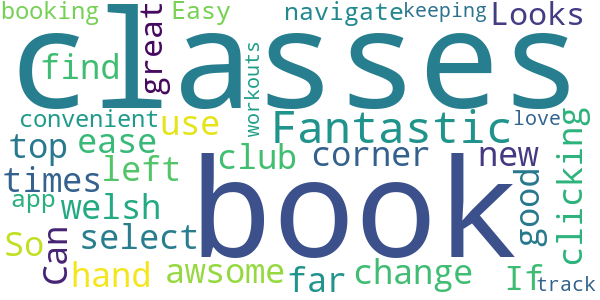 booking Easy navigate keeping Looks
classes
find great
workouts
convenient use Fantastic love
top ease clicking
times left club corner new
app welsh good
book
So Can select
hand awsome far change If track